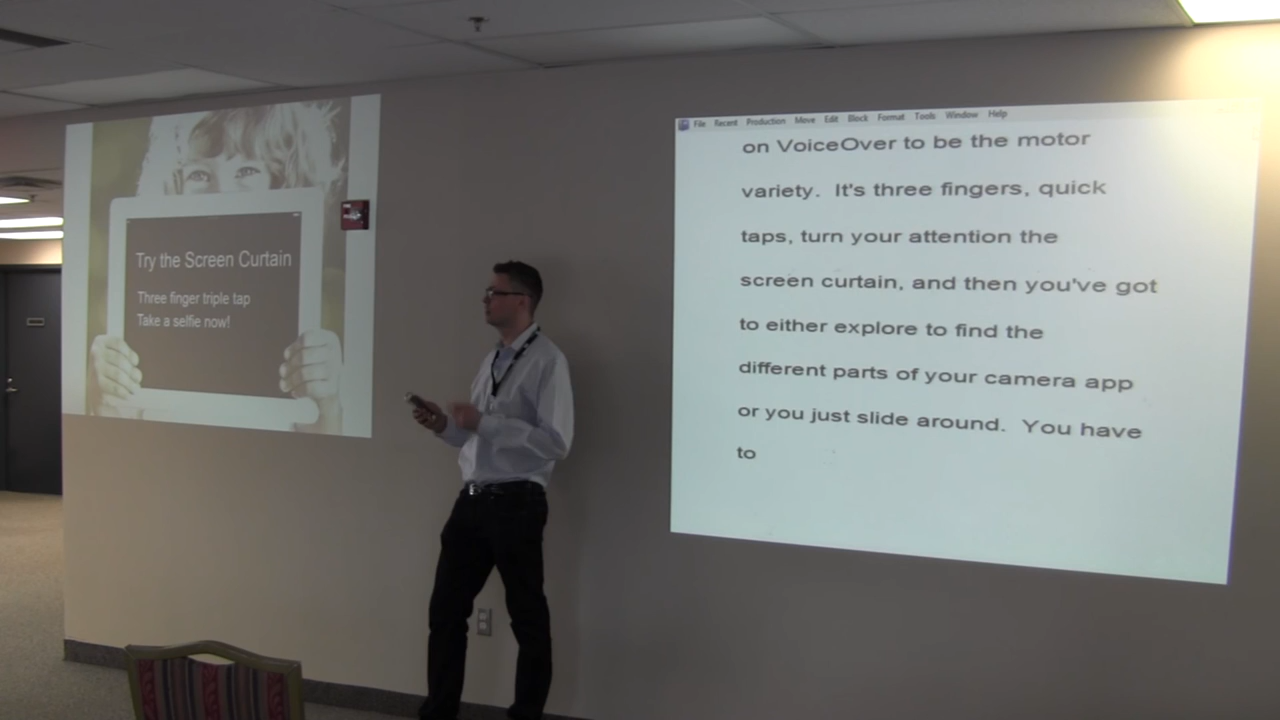 Try the Screen Curtain
Three finger triple tap
Take a selfie now!
File Recent Production Move Edit Block Format Tools Window Help
on VoiceOver to be the motor
variety. It's three fingers, quick
taps, turn your attention the
screen curtain, and then you've got
to either explore to find the
different parts of your camera app
or you just slide around. You have
to